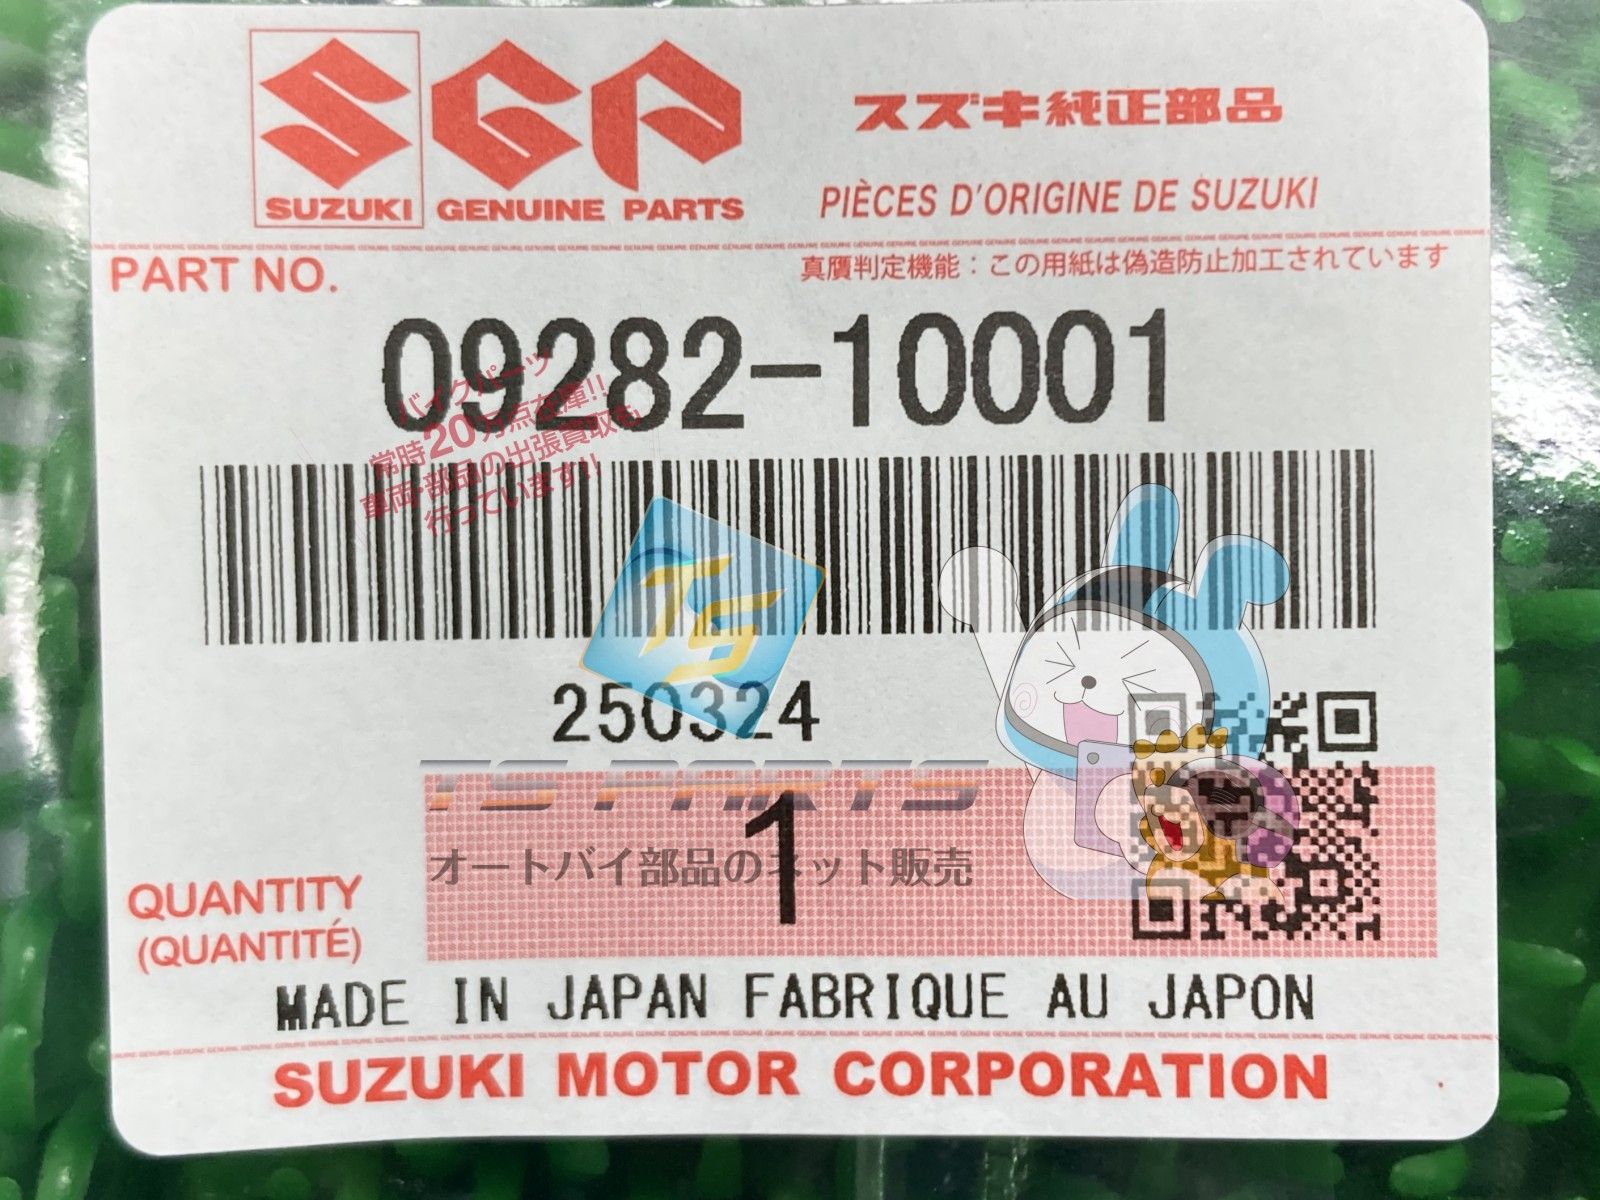 SUZUKI GENUINE PARTS
スズキ純正部品
PIÈCES D'ORIGINE DE SUZUKI
PART NO.
真贋判定機能：この用紙は偽造防止加工されています
09282-10001
バイクパーツ
常時20万点在庫!!
車両・部品の出張買取も
行っています!!
TS
250324
TS PARTS
オートバイ部品のネット販売
1
QUANTITY
(QUANTITÉ)
MADE IN JAPAN FABRIQUE AU JAPON
SUZUKI MOTOR CORPORATION